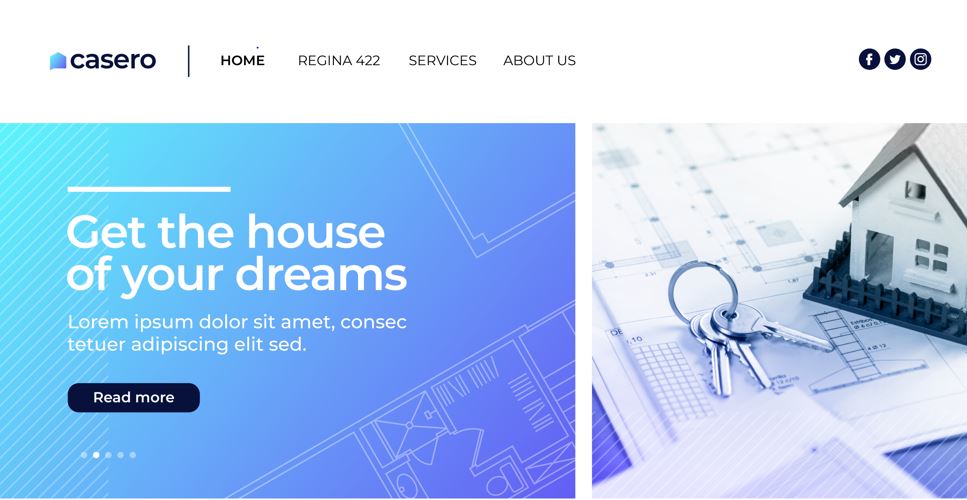 casero
HOME
REGINA 422
SERVICES
ABOUT US
Get the house
of your dreams
Lorem ipsum dolor sit amet, consec
tetuer adipiscing elit sed.
Read more